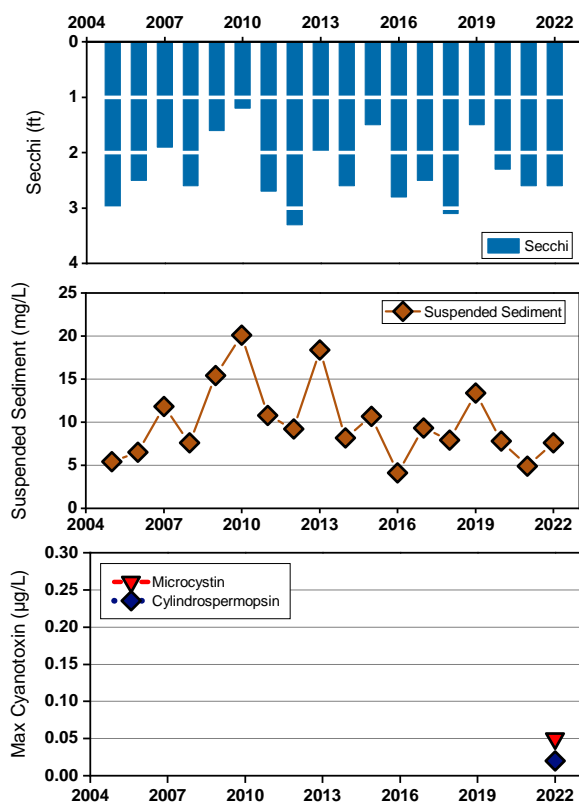 2004 2007 2010 2013 2016 2019 2022
0
1
2
3
4
Secchi (ft)
Secchi
25
20
15
10
5
0
Suspended Sediment (mg/L)
Suspended Sediment
2004 2007 2010 2013 2016 2019 2022
0.30
0.25
0.20
0.15
0.10
0.05
0.00
Max Cyanotoxin (µg/L)
Microcystin
Cylindrospermopsin
2004 2007 2010 2013 2016 2019 2022